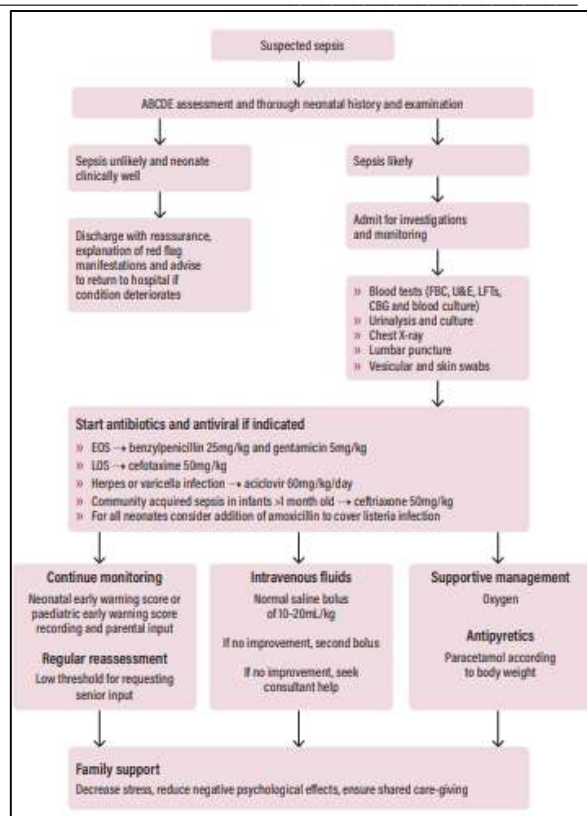 Suspected sepsis
ABCDE assessment and thorough neonatal history and examination
Sepsis unlikely and neonate
clinically well
Sepsis likely
Discharge with reassurance,
explanation of red flag
manifestations and advise
to return to hospital if
condition deteriorates
Admit for investigations
and monitoring
» Blood tests (FBC, U&E, LFTs,
CBG and blood culture)
» Urinalysis and culture
» Chest X-ray
» Lumbar puncture
» Vesicular and skin swabs
Start antibiotics and antiviral if indicated
» EOS → benzylpenicillin 25mg/kg and gentamicin 5mg/kg
» LOS → cefotaxime 50mg/kg
» Herpes or varicella infection → aciclovir 60mg/kg/day
» Community acquired sepsis in infants >1 month old → ceftriaxone 50mg/kg
» For all neonates consider addition of amoxicillin to cover listeria infection
Continue monitoring
Neonatal early warning score or
paediatric early warning score
recording and parental input
Regular reassessment
Low threshold for requesting
senior input
Intravenous fluids
Normal saline bolus
of 10–20mL/kg
If no improvement, second bolus
If no improvement, seek
consultant help
Supportive management
Oxygen
Antipyretics
Paracetamol according
to body weight
Family support
Decrease stress, reduce negative psychological effects, ensure shared care-giving